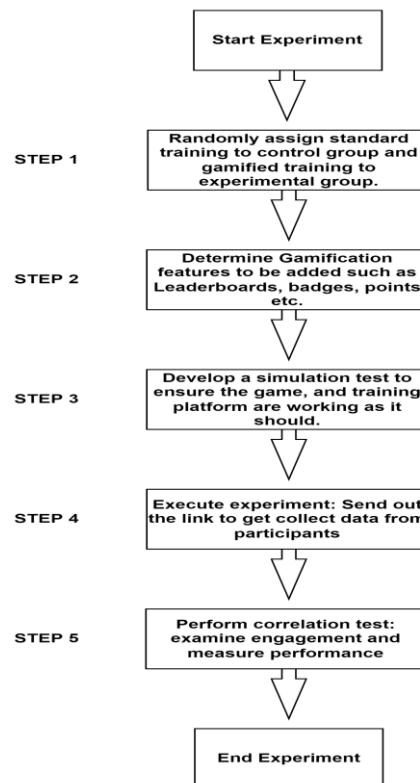 Start Experiment
STEP 1
Randomly assign standard
training to control group and
gamified training to
experimental group.
STEP 2
Determine Gamification
features to be added such as
Leaderboards, badges, points
etc.
STEP 3
Develop a simulation test to
ensure the game, and training
platform are working as it
should.
STEP 4
Execute experiment: Send out
the link to get collect data from
participants
STEP 5
Perform correlation test:
examine engagement and
measure performance
End Experiment